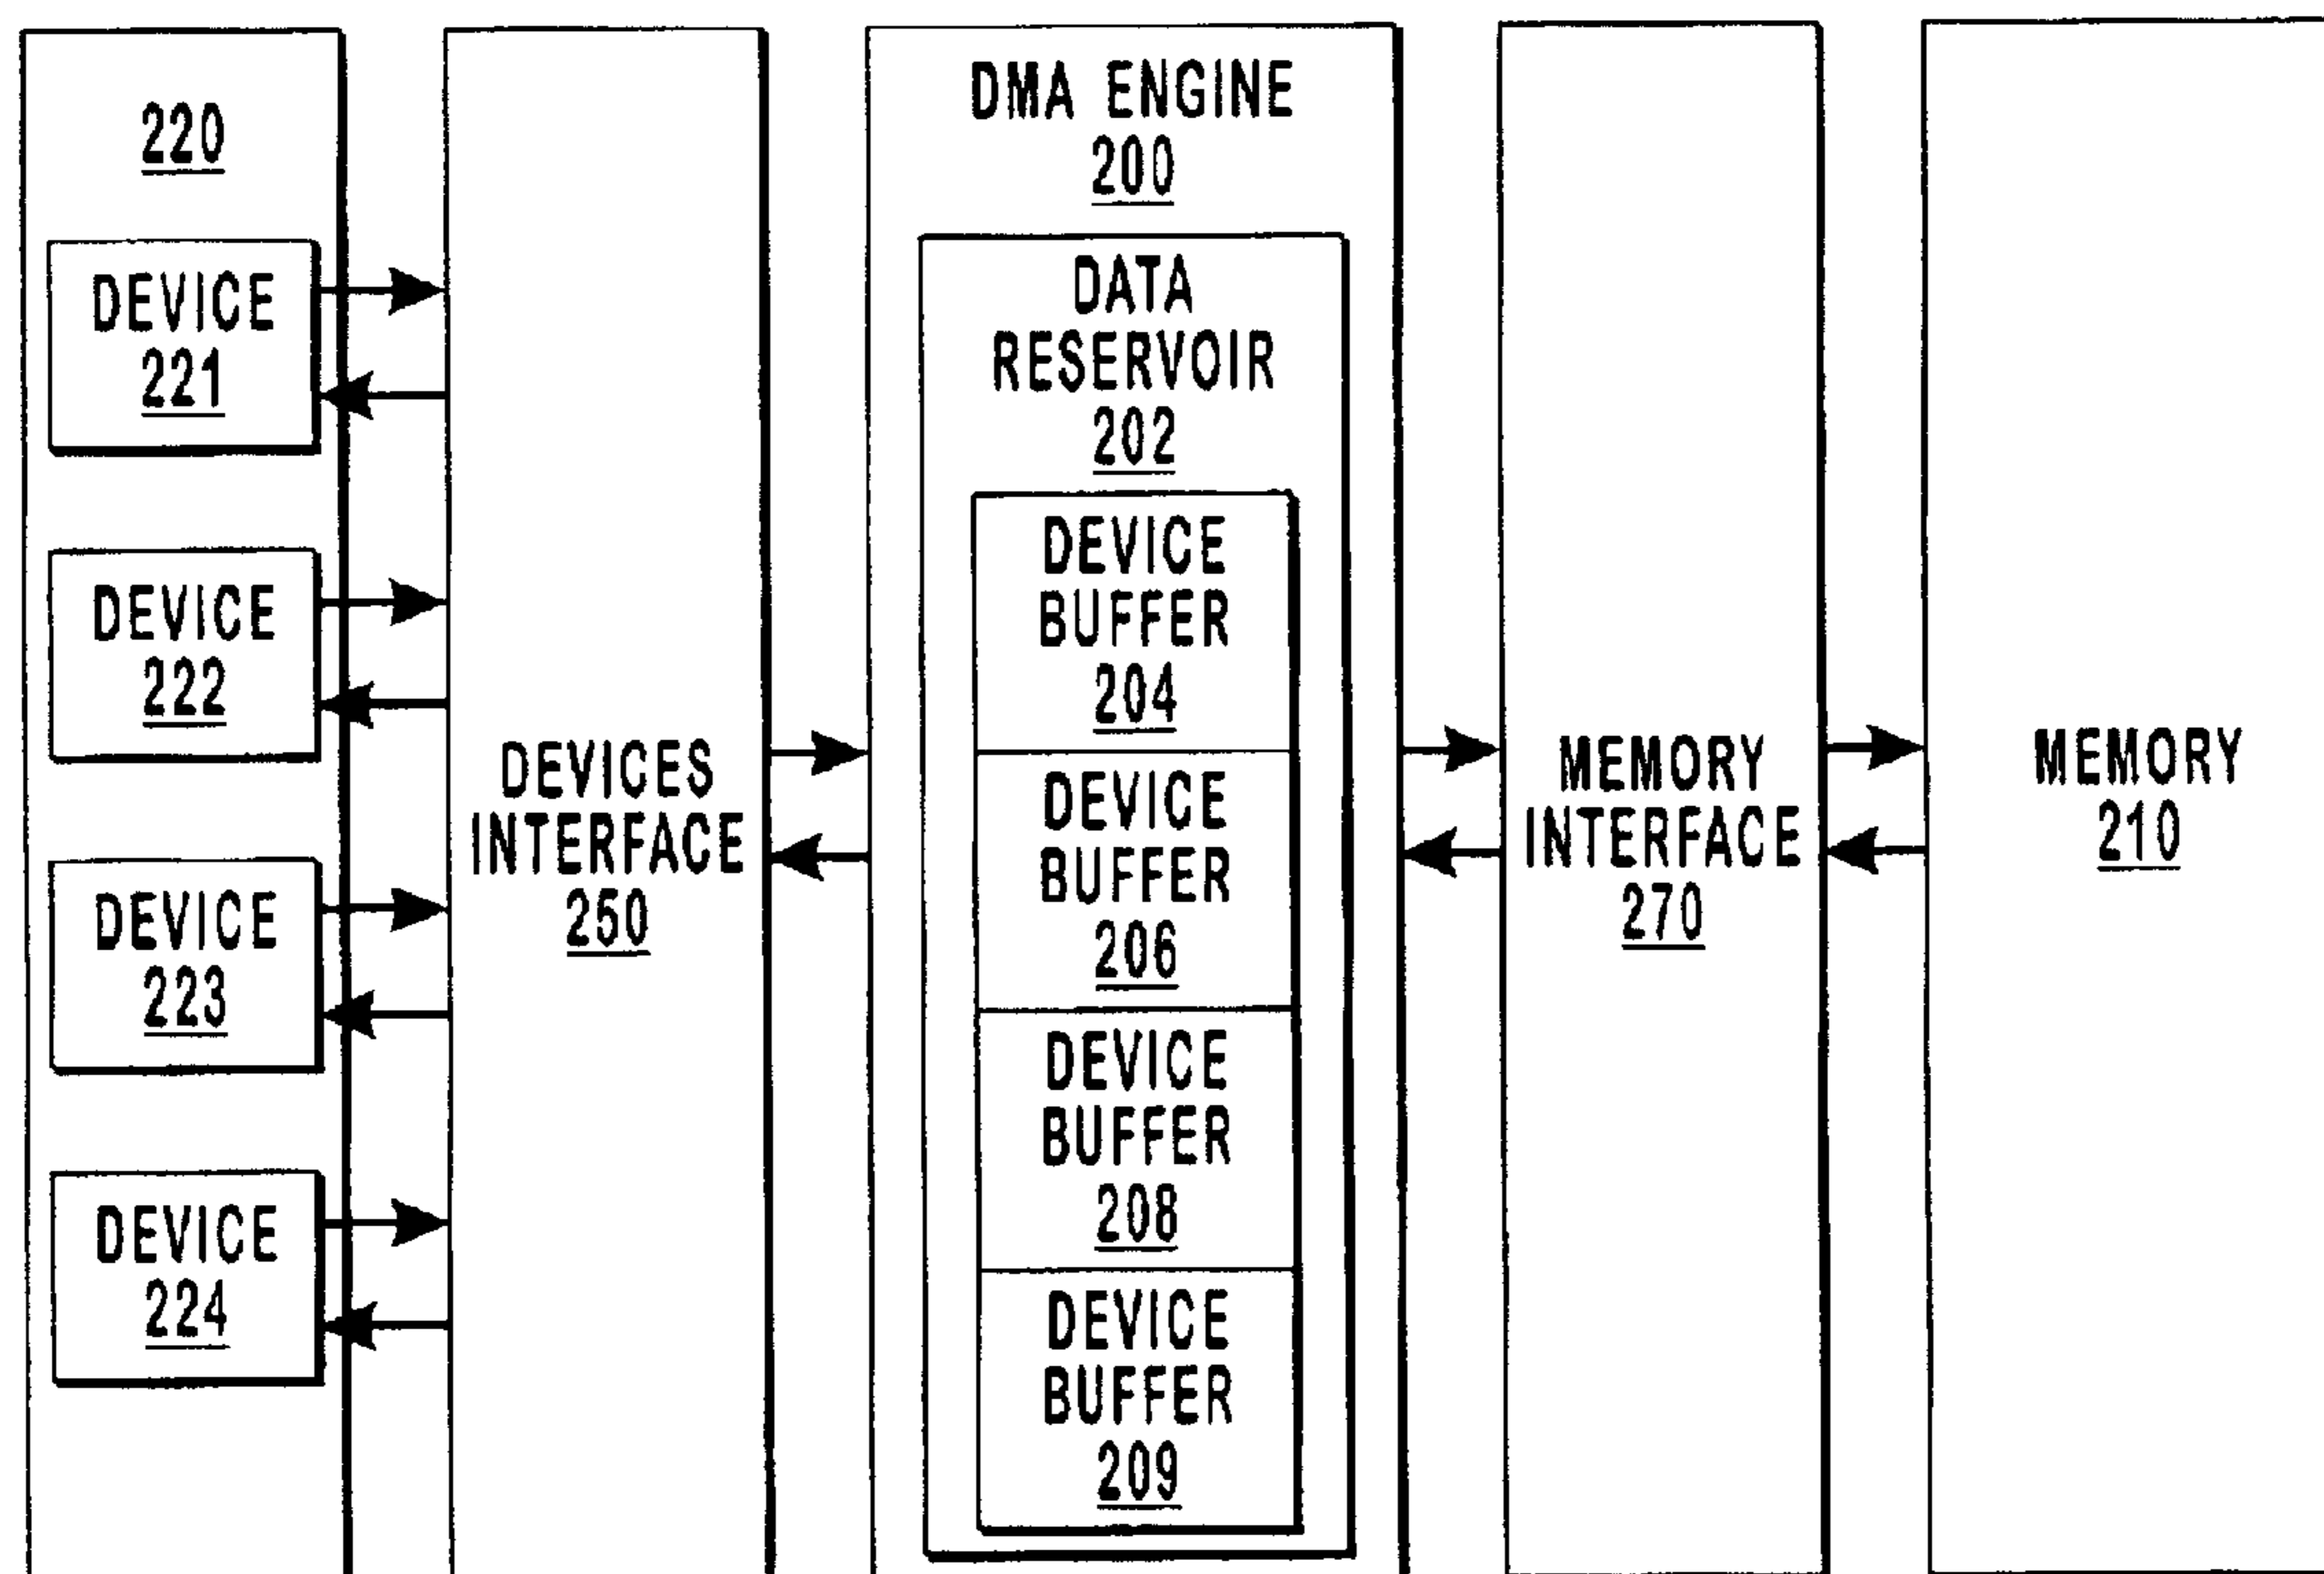 220
DEVICE
221
DEVICE
222
DEVICE
223
DEVICE
224
DEVICES
INTERFACE
250
DMA ENGINE
200
DATA
RESERVOIR
202
DEVICE
BUFFER
204
DEVICE
BUFFER
206
DEVICE
BUFFER
208
DEVICE
BUFFER
209
MEMORY
INTERFACE
270
MEMORY
210